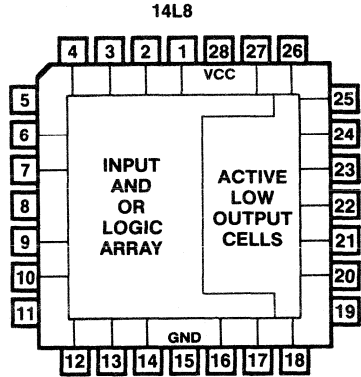 14L8
4 3 2 1 28 27 26
VCC
5 25
6 24
7 23
8 22
9 21
10 20
11 19
INPUT
AND
OR
LOGIC
ARRAY
ACTIVE
LOW
OUTPUT
CELLS
GND
12 13 14 15 16 17 18